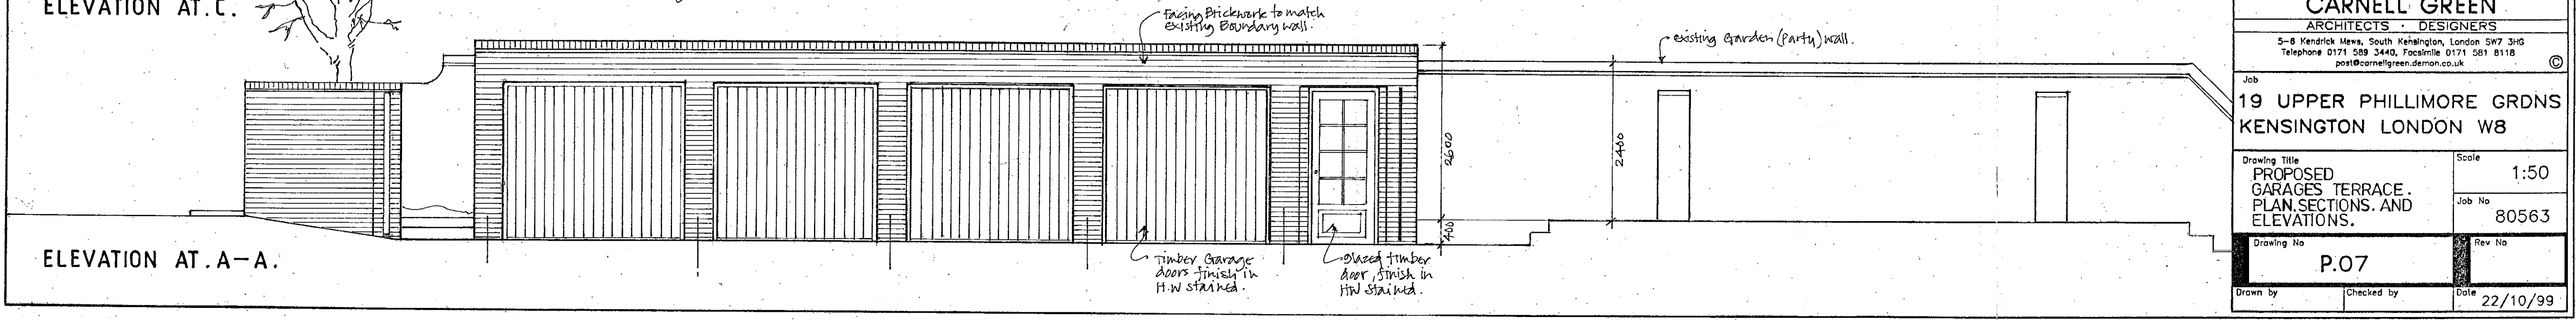 ELEVATION AT.C.
Facing Brickwork to match
existing Boundary wall.
existing Garden (Party) wall.
2600
400
2400
Timber Garage
doors finish in
H.W stained.
glazed timber
door, finish in
HW stained.
ELEVATION AT.A-A.
CARNELL GREEN
ARCHITECTS · DESIGNERS
5-6 Kendrick Mews, South Kensington, London SW7 3HG
Telephone 0171 589 3440, Facsimile 0171 581 8118
post@carnellgreen.demon.co.uk
©
Job
19 UPPER PHILLIMORE GRDNS
KENSINGTON LONDON W8
Drawing Title
PROPOSED
GARAGES TERRACE.
PLAN.SECTIONS. AND
ELEVATIONS.
Scale
1:50
Job No
80563
Drawing No
P.07
Rev No
Drawn by
Checked by
Date
22/10/99